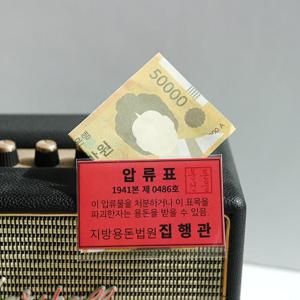 50000
압류표
1941본 제 0486호
이 압류물을 처분하거나 이 표목을
파괴한자는 용돈을 받을 수 있음.
지방용돈법원 집행관